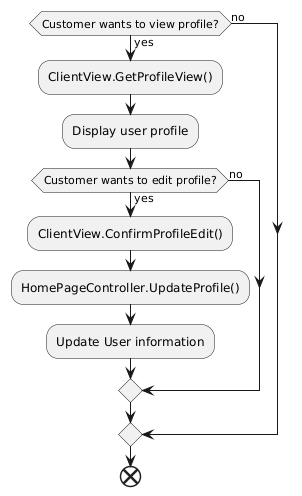 Customer wants to view profile?
no
yes
ClientView.GetProfileView()
Display user profile
Customer wants to edit profile?
no
yes
ClientView.ConfirmProfileEdit()
HomePageController.UpdateProfile()
Update User information